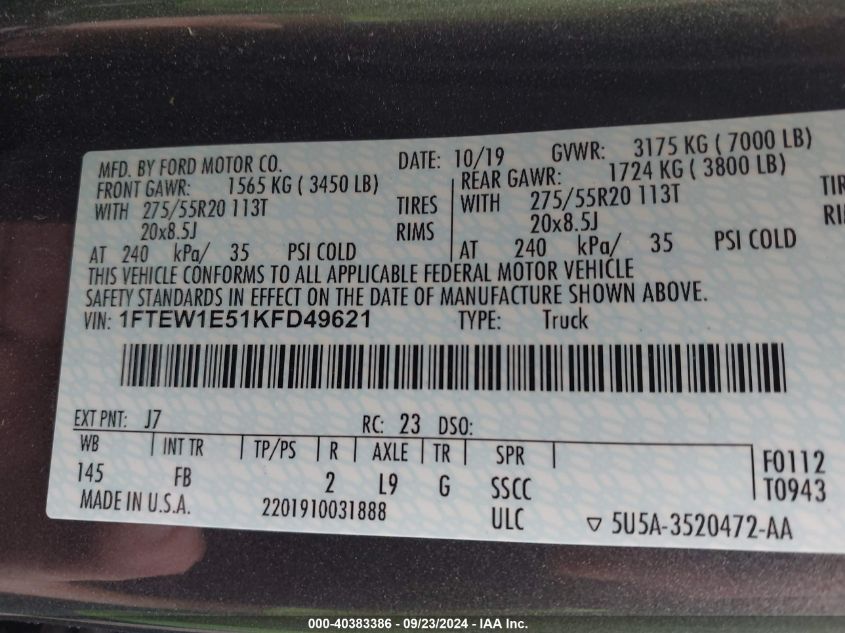 MFD. BY FORD MOTOR CO. DATE: 10/19 GVWR: 3175 KG ( 7000 LB)
FRONT GAWR: 1565 KG ( 3450 LB) REAR GAWR: 1724 KG ( 3800 LB)
WITH 275/55R20 113T TIRES WITH 275/55R20 113T
20x8.5J RIMS 20x8.5J
AT 240 kPa/ 35 PSI COLD AT 240 kPa/ 35 PSI COLD
THIS VEHICLE CONFORMS TO ALL APPLICABLE FEDERAL MOTOR VEHICLE
SAFETY STANDARDS IN EFFECT ON THE DATE OF MANUFACTURE SHOWN ABOVE.
VIN: 1FTEW1E51KFD49621 TYPE: Truck
EXT PNT: J7 RC: 23 DSO:
WB INT TR TP/PS R AXLE TR SPR F0112
145 FB 2 L9 G SSCC T0943
MADE IN U.S.A. 2201910031888 ULC ▽ 5U5A-3520472-AA
000-40383386 - 09/23/2024 - IAA Inc.